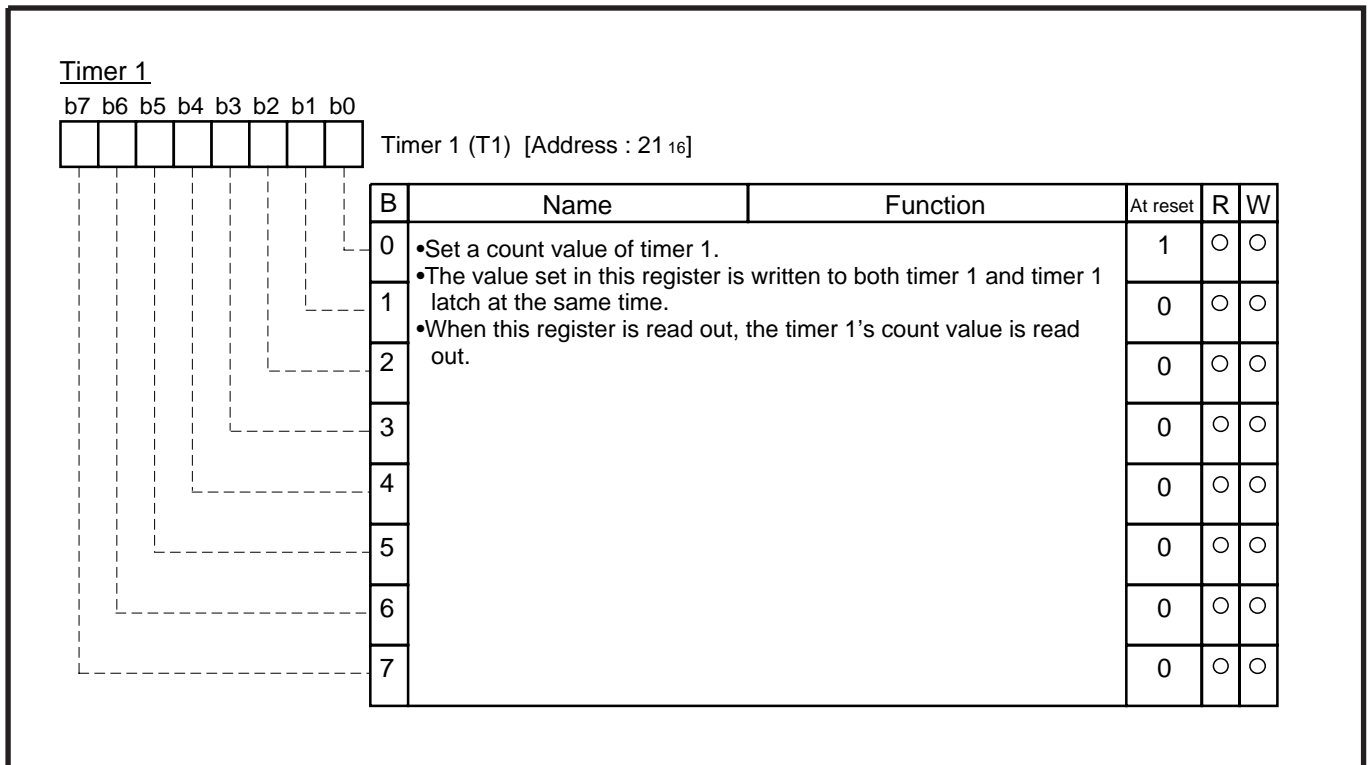 Timer 1
b7 b6 b5 b4 b3 b2 b1 b0
Timer 1 (T1) [Address : 21 16]
B Name Function At reset R W
0 •Set a count value of timer 1. 1 ○ ○
•The value set in this register is written to both timer 1 and timer 1
1 latch at the same time. 0 ○ ○
•When this register is read out, the timer 1’s count value is read
2 out. 0 ○ ○
3 0 ○ ○
4 0 ○ ○
5 0 ○ ○
6 0 ○ ○
7 0 ○ ○